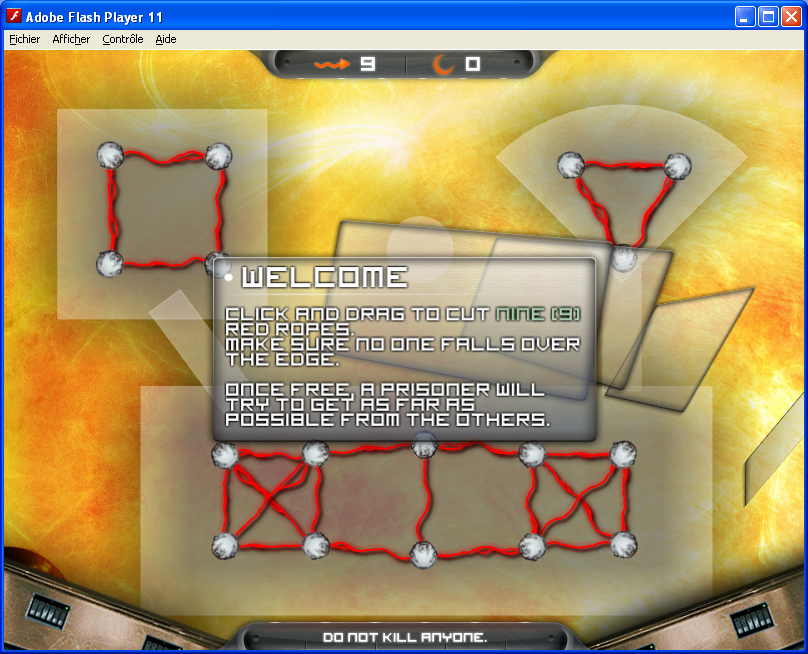 Adobe Flash Player 11
Fichier Afficher Contrôle Aide
9 0
WELCOME
CLICK AND DRAG TO CUT NINE (9)
RED ROPES.
MAKE SURE NO ONE FALLS OVER
THE EDGE.
ONCE FREE, A PRISONER WILL
TRY TO GET AS FAR AS
POSSIBLE FROM THE OTHERS.
DO NOT KILL ANYONE.